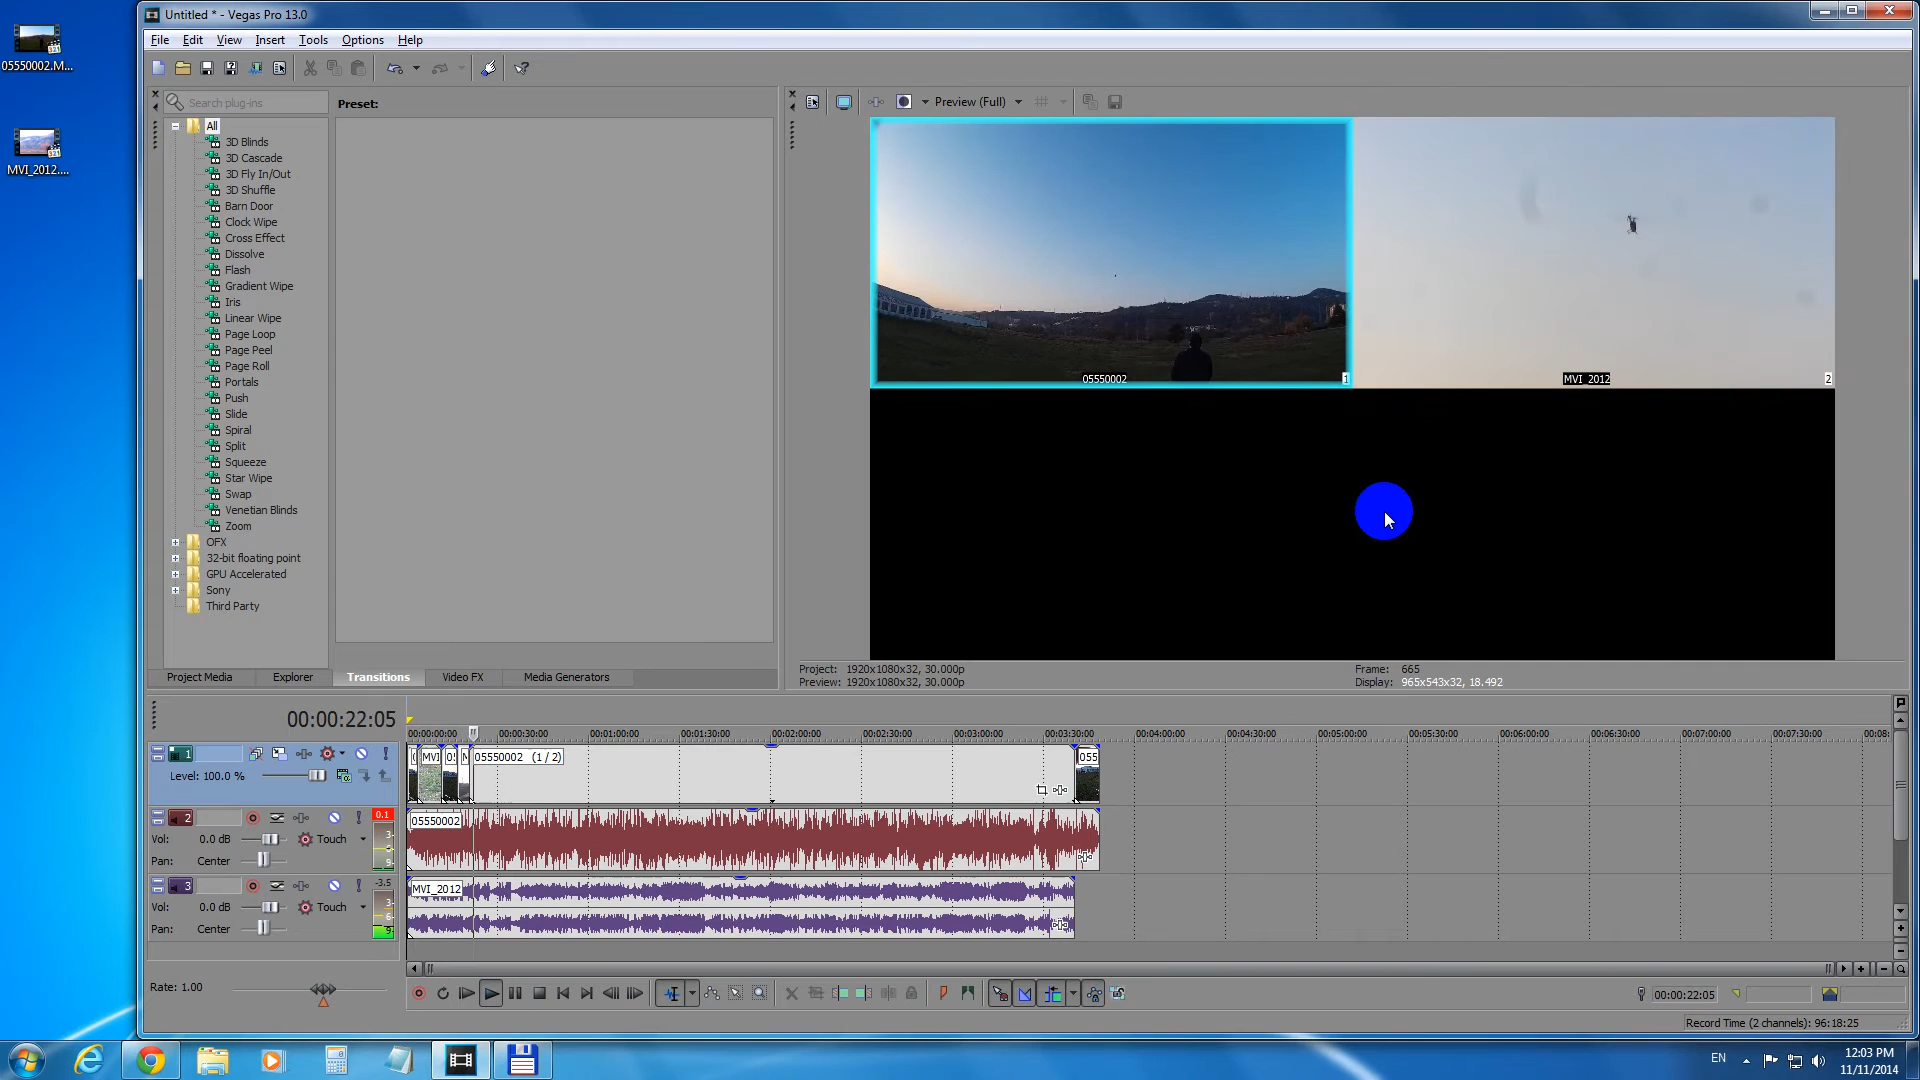 Untitled * - Vegas Pro 13.0
File Edit View Insert Tools Options Help
05550002.M...
MVI_2012....
Search plug-ins
Preset:
Preview (Full)
All
3D Blinds
3D Cascade
3D Fly In/Out
3D Shuffle
Barn Door
Clock Wipe
Cross Effect
Dissolve
Flash
Gradient Wipe
Iris
Linear Wipe
Page Loop
Page Peel
Page Roll
Portals
Push
Slide
Spiral
Split
Squeeze
Star Wipe
Swap
Venetian Blinds
Zoom
OFX
32-bit floating point
GPU Accelerated
Sony
Third Party
05550002 1
MVI_2012 2
Project Media Explorer Transitions Video FX Media Generators
Project: 1920x1080x32, 30.000p
Preview: 1920x1080x32, 30.000p
Frame: 665
Display: 965x543x32, 18.492
00:00:22:05
00:00:00:00 00:00:30:00 00:01:00:00 00:01:30:00 00:02:00:00 00:02:30:00 00:03:00:00 00:03:30:00 00:04:00:00 00:04:30:00 00:05:00:00 00:05:30:00 00:06:00:00 00:06:30:00 00:07:00:00 00:07:30:00 00:08:
1
Level: 100.0 %
MVI 05550002 (1 / 2) 055
2
0.1
Vol: 0.0 dB Touch
Pan: Center
3
9
05550002
3
-3.5
Vol: 0.0 dB Touch
Pan: Center
3
6
9
MVI_2012
Rate: 1.00
00:00:22:05
Record Time (2 channels): 96:18:25
EN
12:03 PM
11/11/2014